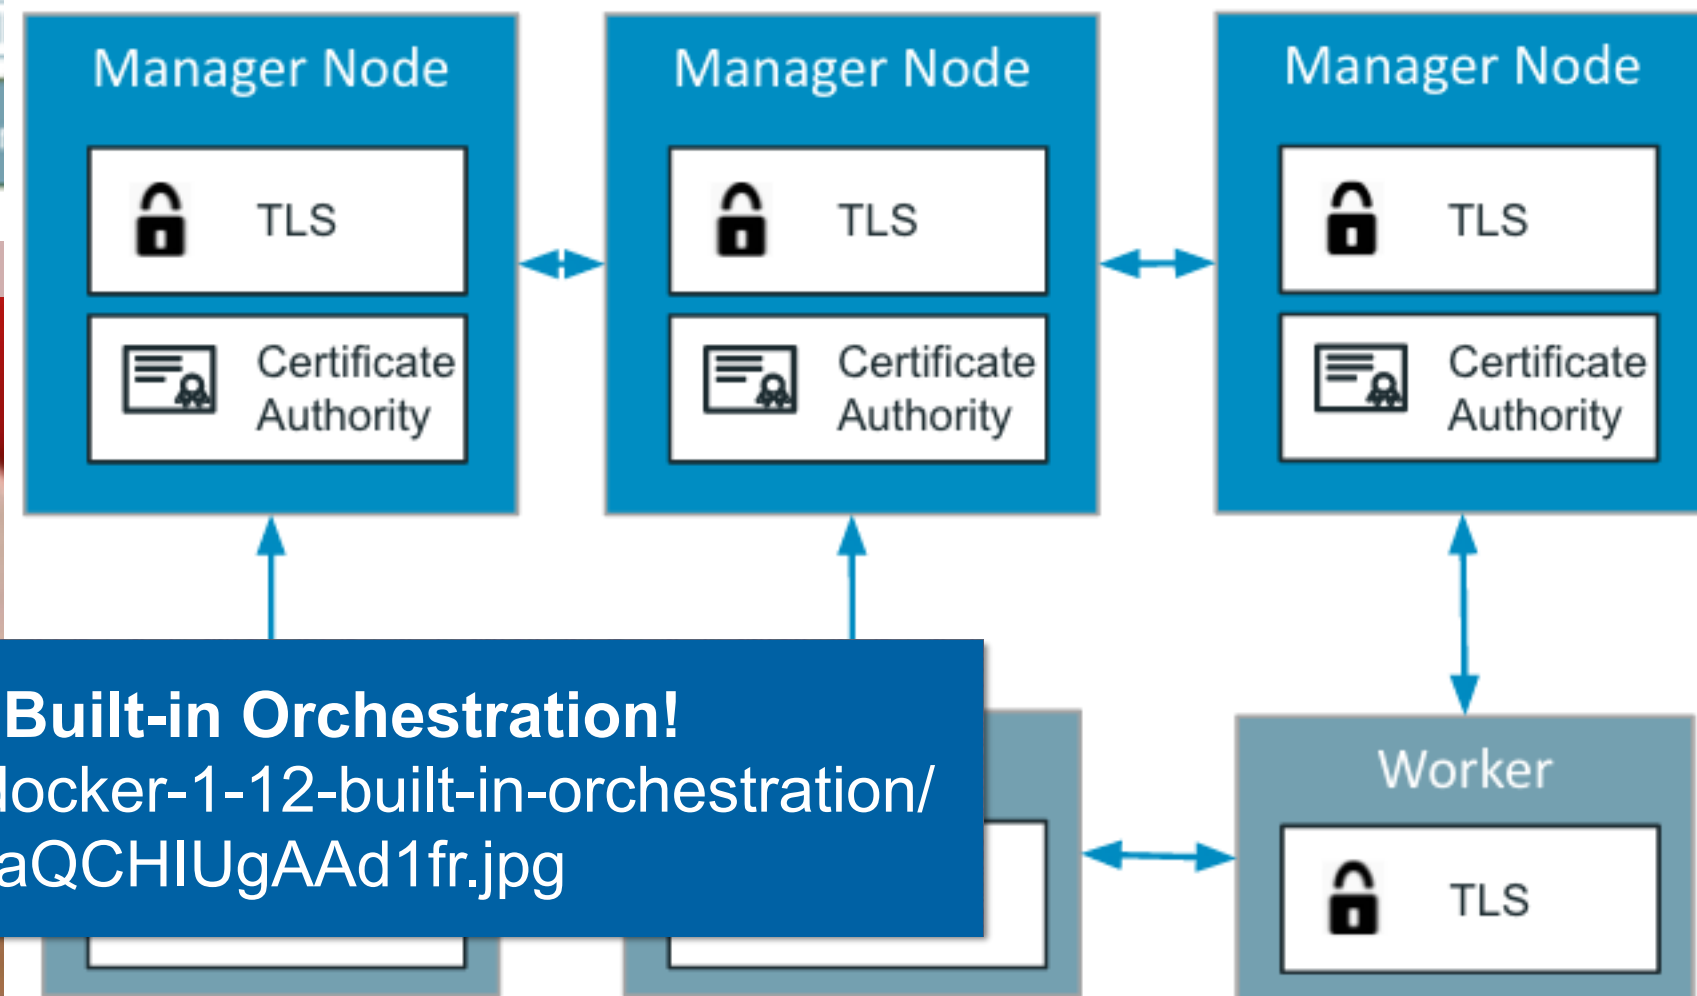 Manager Node
Manager Node
Manager Node
TLS
TLS
TLS
Certificate
Authority
Certificate
Authority
Certificate
Authority
Built-in Orchestration!
docker-1-12-built-in-orchestration/
aQCHIUgAAd1fr.jpg
Worker
TLS